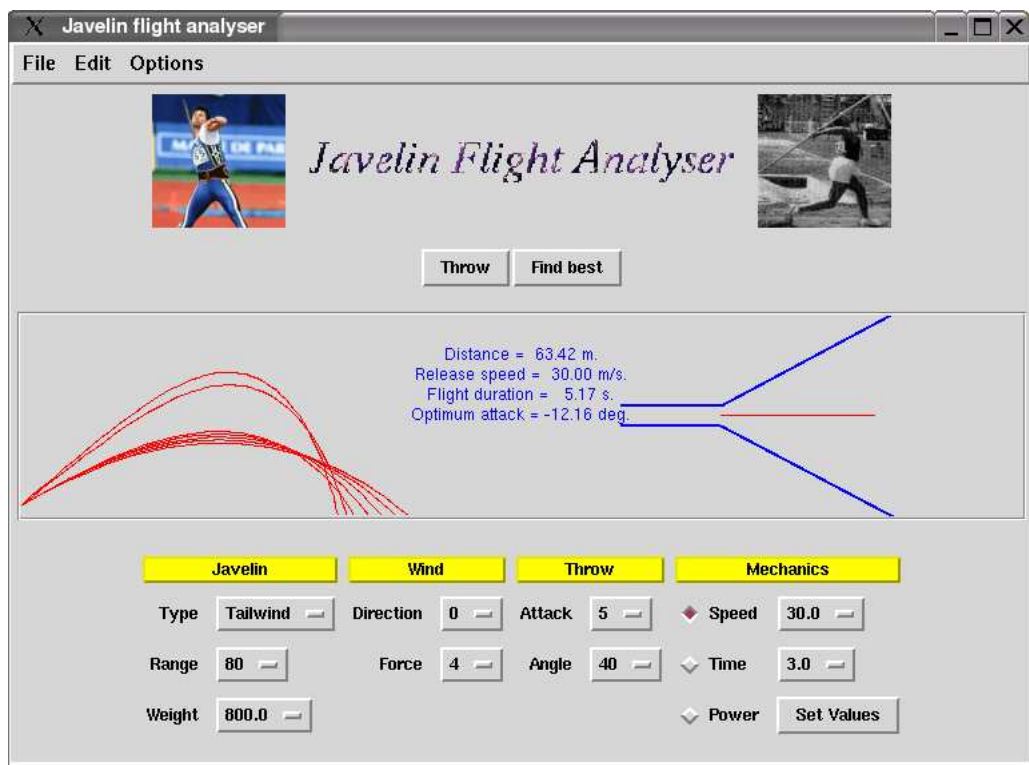 Javelin flight analyser
File Edit Options
Javelin Flight Analyser
Throw Find best
Distance = 63.42 m.
Release speed = 30.00 m/s.
Flight duration = 5.17 s.
Optimum attack = -12.16 deg.
Javelin Wind Throw Mechanics
Type Tailwind Direction 0 Attack 5 Speed 30.0
Range 80 Force 4 Angle 40 Time 3.0
Weight 800.0 Power Set Values